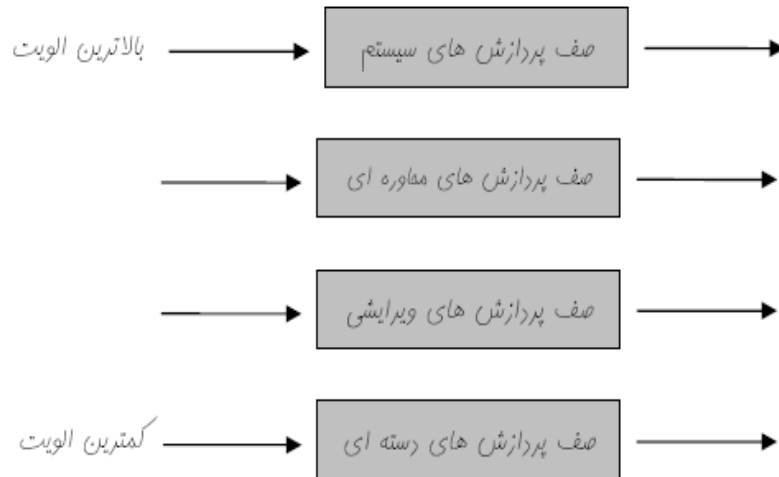 بالاترین الویت
صف پردازش های سیستم
صف پردازش های محاوره ای
صف پردازش های ویرایشی
کمترین الویت
صف پردازش های دسته ای